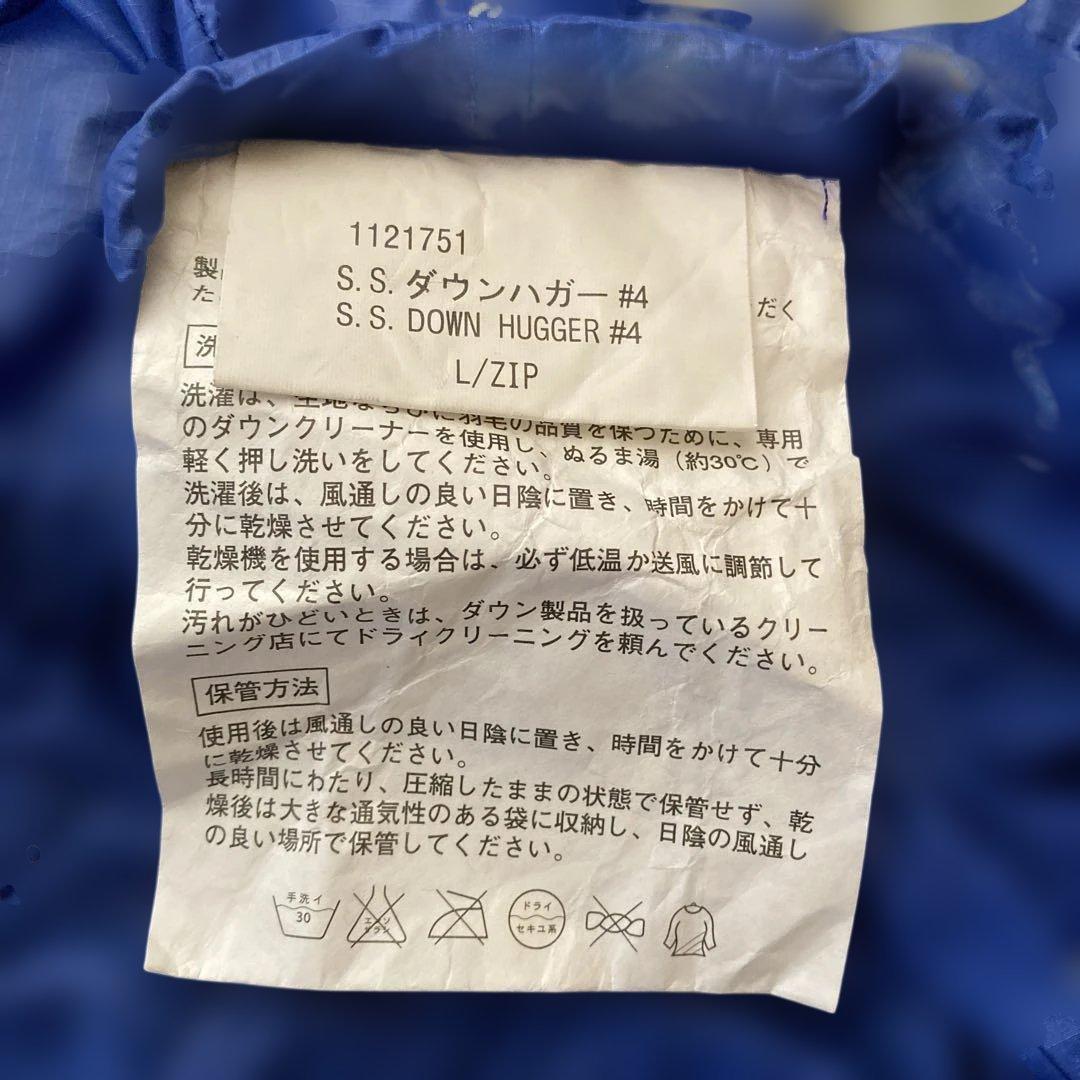 1121751
S.S.ダウンハガー #4
S.S. DOWN HUGGER #4
L/ZIP
製
た
だく
洗
洗濯は、生地ならびに羽毛の品質を保つために、専用
のダウンクリーナーを使用し、ぬるま湯(約30℃)で
軽く押し洗いをしてください。
洗濯後は、風通しの良い日陰に置き、時間をかけて十
分に乾燥させてください。
乾燥機を使用する場合は、必ず低温か送風に調節して
行ってください。
汚れがひどいときは、ダウン製品を扱っているクリー
ニング店にてドライクリーニングを頼んでください。
保管方法
使用後は風通しの良い日陰に置き、時間をかけて十分
に乾燥させてください。
長時間にわたり、圧縮したままの状態で保管せず、乾
燥後は大きな通気性のある袋に収納し、日陰の風通し
の良い場所で保管してください。
手洗イ
30
エンソ
サラシ
ドライ
セキユ系